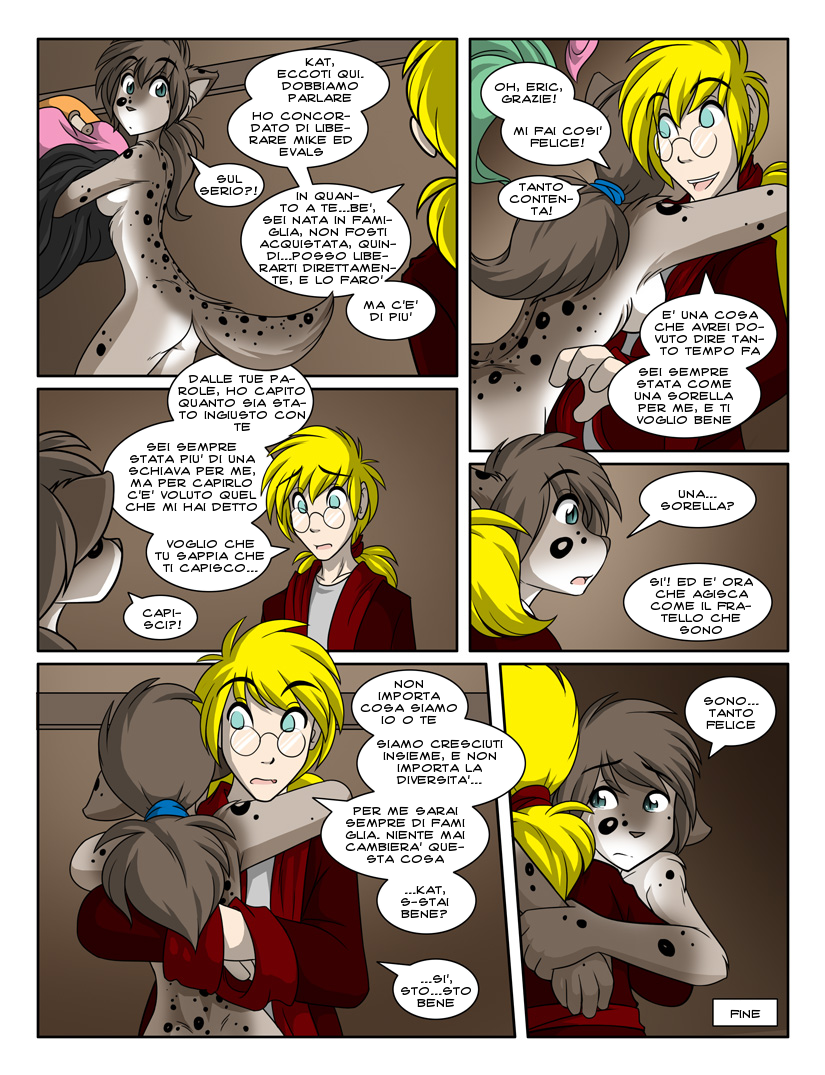 KAT,
ECCOTI QUI.
DOBBIAMO
PARLARE
HO CONCOR-
DATO DI LIBE-
RARE MIKE ED
EVALS
SUL
SERIO?!
IN QUAN-
TO A TE...BE',
SEI NATA IN FAMI-
GLIA, NON FOSTI
ACQUISTATA, QUIN-
DI...POSSO LIBE-
RARTI DIRETTAMEN-
TE, E LO FARO'
MA C'E'
DI PIU'
OH, ERIC,
GRAZIE!
MI FAI COSI'
FELICE!
TANTO
CONTEN-
TA!
E' UNA COSA
CHE AVREI DO-
VUTO DIRE TAN-
TO TEMPO FA
SEI SEMPRE
STATA COME
UNA SORELLA
PER ME, E TI
VOGLIO BENE
DALLE TUE PA-
ROLE, HO CAPITO
QUANTO SIA STA-
TO INGIUSTO CON
TE
SEI SEMPRE
STATA PIU' DI UNA
SCHIAVA PER ME,
MA PER CAPIRLO
C'E' VOLUTO QUEL
CHE MI HAI DETTO
VOGLIO CHE
TU SAPPIA CHE
TI CAPISCO...
CAPI-
SCI?!
UNA...
SORELLA?
SI'! ED E' ORA
CHE AGISCA
COME IL FRA-
TELLO CHE
SONO
NON
IMPORTA
COSA SIAMO
IO O TE
SIAMO CRESCIUTI
INSIEME, E NON
IMPORTA LA
DIVERSITA'...
PER ME SARAI
SEMPRE DI FAMI
GLIA. NIENTE MAI
CAMBIERA' QUE-
STA COSA
...KAT,
S-STAI
BENE?
...SI',
STO...STO
BENE
SONO...
TANTO
FELICE
FINE